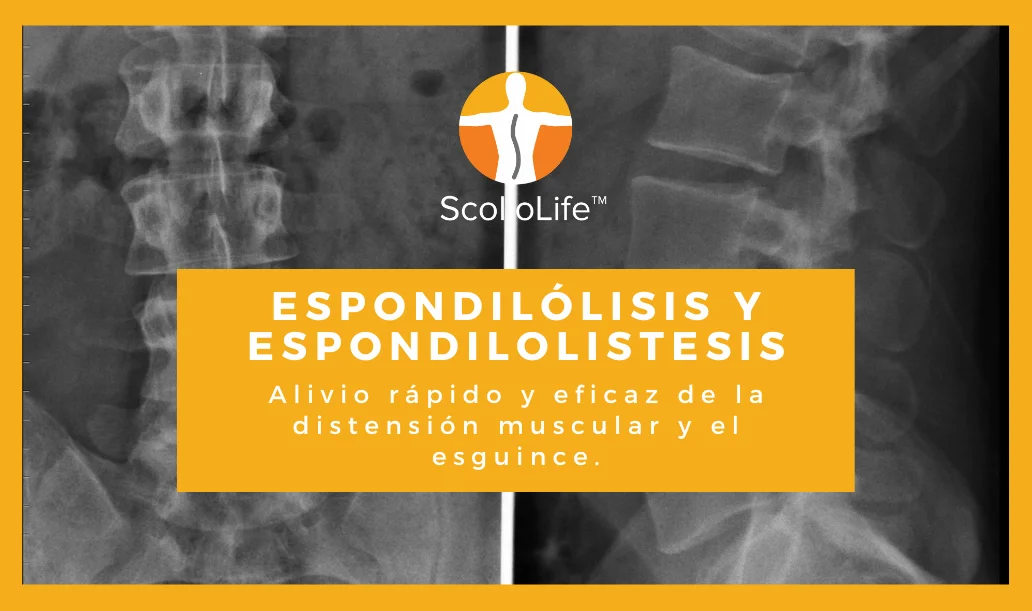 ScolioLife™
ESPONDILÓLISIS Y
ESPONDILOLISTESIS
Alivio rápido y eficaz de la
distensión muscular y el
esguince.